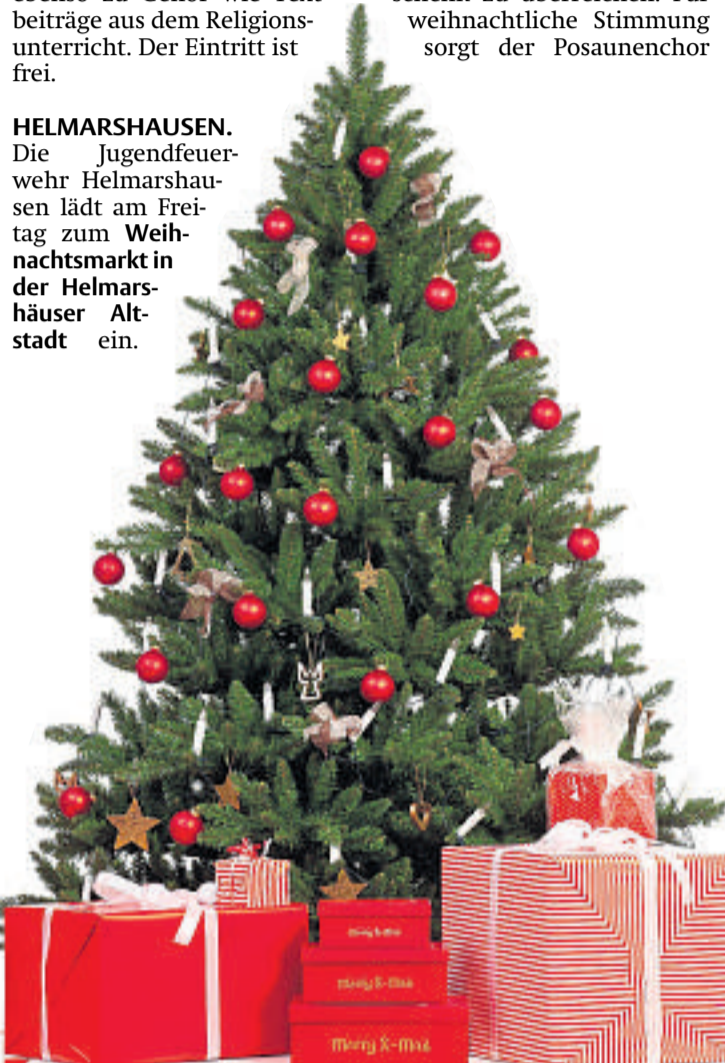 beiträge aus dem Religions-
unterricht. Der Eintritt ist
frei.
HELMARSHAUSEN.
Die Jugendfeuer-
wehr Helmarshau-
sen lädt am Frei-
tag zum Weih-
nachtsmarkt in
der Helmars-
häuser Alt-
stadt ein.
weihnachtliche Stimmung
sorgt der Posaunenchor
Merry X-Mas
Merry X-Mas
Merry X-Mas